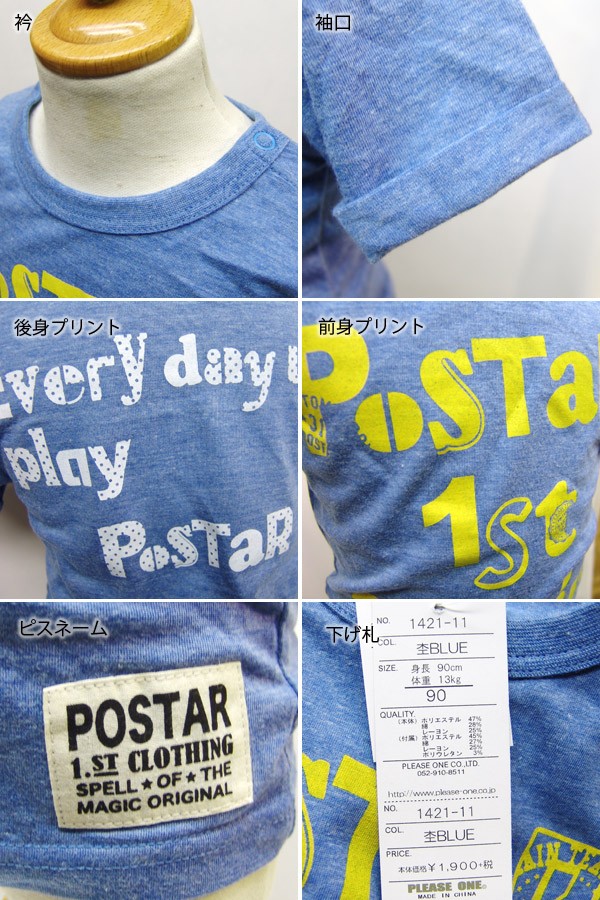 衿
袖口
後身プリント
every day
play
PoSTaR
前身プリント
PoSTa
1st
ピスネーム
POSTAR
1.ST CLOTHING
SPELL★OF★THE
MAGIC ORIGINAL
下げ札
NO. 1421-11
COL. 杢BLUE
SIZE. 身長 90cm
体重 13kg
90
QUALITY.
(本体) ポリエステル 47%
綿 28%
レーヨン 25%
(付属) ポリエステル 45%
綿 27%
レーヨン 25%
ポリウレタン 3%
PLEASE ONE CO,LTD.
052-910-8511
http://www.please-one.co.jp
NO. 1421-11
COL. 杢BLUE
PRICE.
本体価格¥1,900+税
PLEASE ONE.
MADE IN CHINA